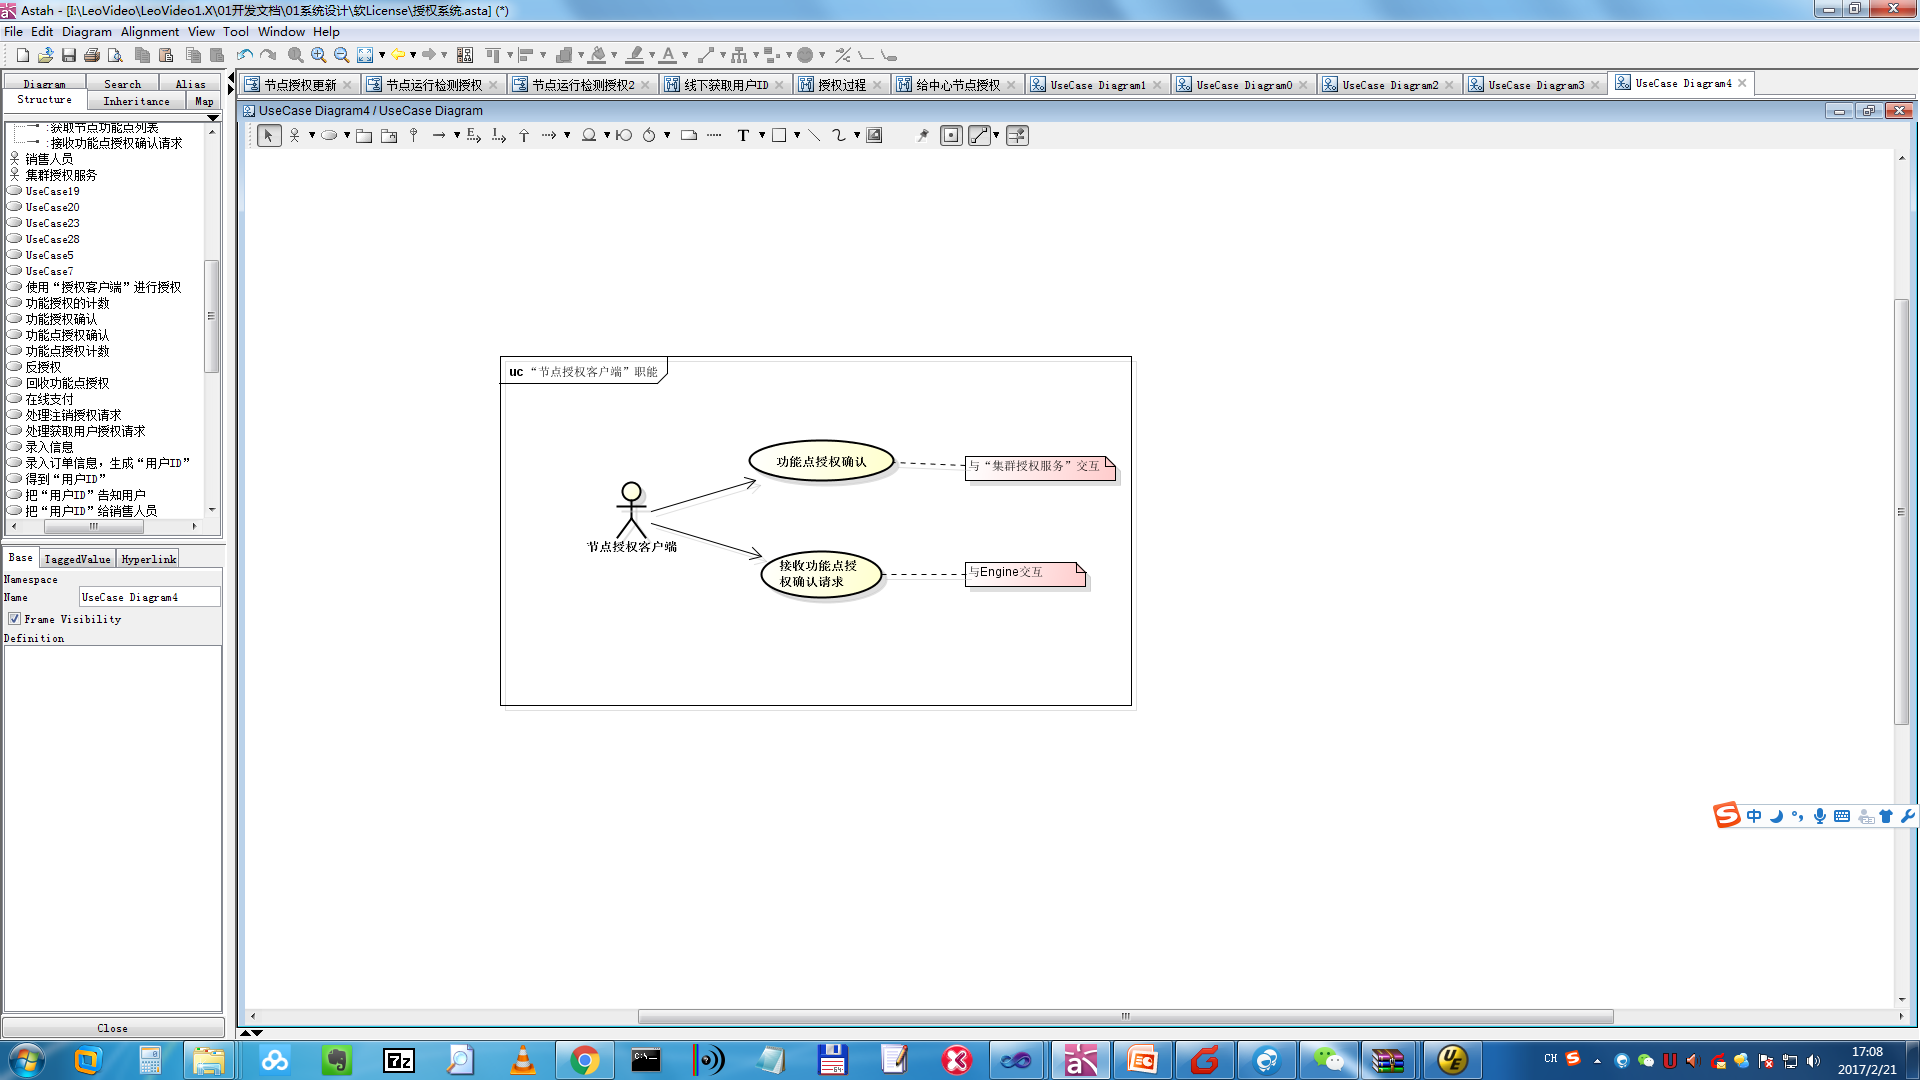 Astah - [I:\LeoVideo\LeoVideo1.X\01开发文档\01系统设计\软License\授权系统.asta] (*)
File Edit Diagram Alignment View Tool Window Help
Diagram Search Alias
Structure Inheritance Map
节点授权更新
节点运行检测授权
节点运行检测授权2
线下获取用户ID
授权过程
给中心节点授权
UseCase Diagram1
UseCase Diagram0
UseCase Diagram2
UseCase Diagram3
UseCase Diagram4
UseCase Diagram4 / UseCase Diagram
:获取节点功能点列表
:接收功能点授权确认请求
销售人员
集群授权服务
UseCase19
UseCase20
UseCase23
UseCase28
UseCase5
UseCase7
使用“授权客户端”进行授权
功能授权的计数
功能授权确认
功能点授权确认
功能点授权计数
反授权
回收功能点授权
在线支付
处理注销授权请求
处理获取用户授权请求
录入信息
录入订单信息，生成“用户ID”
得到“用户ID”
把“用户ID”告知用户
把“用户ID”给销售人员
Base TaggedValue Hyperlink
Namespace
Name UseCase Diagram4
Frame Visibility
Definition
Close
uc “节点授权客户端”职能
功能点授权确认
与“集群授权服务”交互
节点授权客户端
接收功能点授
权确认请求
与Engine交互
中
CH
17:08
2017/2/21